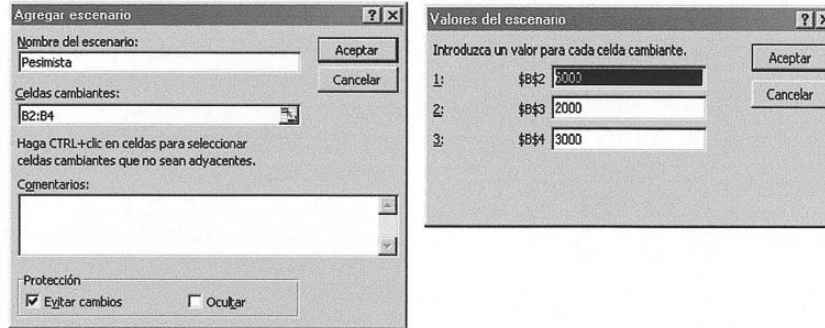 Agregar escenario
Nombre del escenario:
Pesimista
Aceptar
Cancelar
Celdas cambiantes:
B2:B4
Haga CTRL+clic en celdas para seleccionar
celdas cambiantes que no sean adyacentes.
Comentarios:
Protección
Evitar cambios
Ocultar
Valores del escenario
Introduzca un valor para cada celda cambiante.
Aceptar
Cancelar
1: $B$2
2: $B$3 2000
3: $B$4 3000